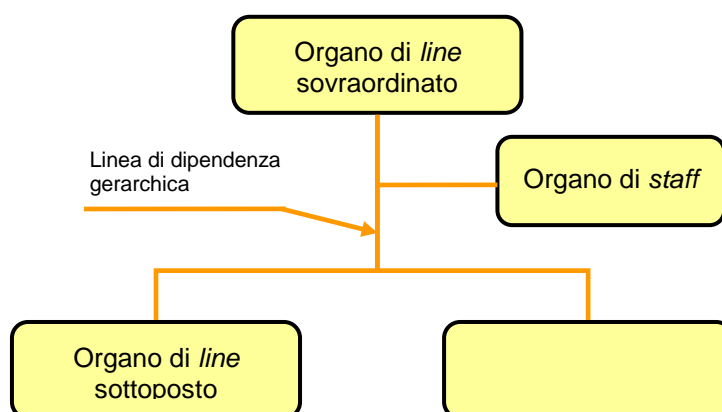 Organo di line
sovraordinato
Linea di dipendenza
gerarchica
Organo di staff
Organo di line
sottoposto